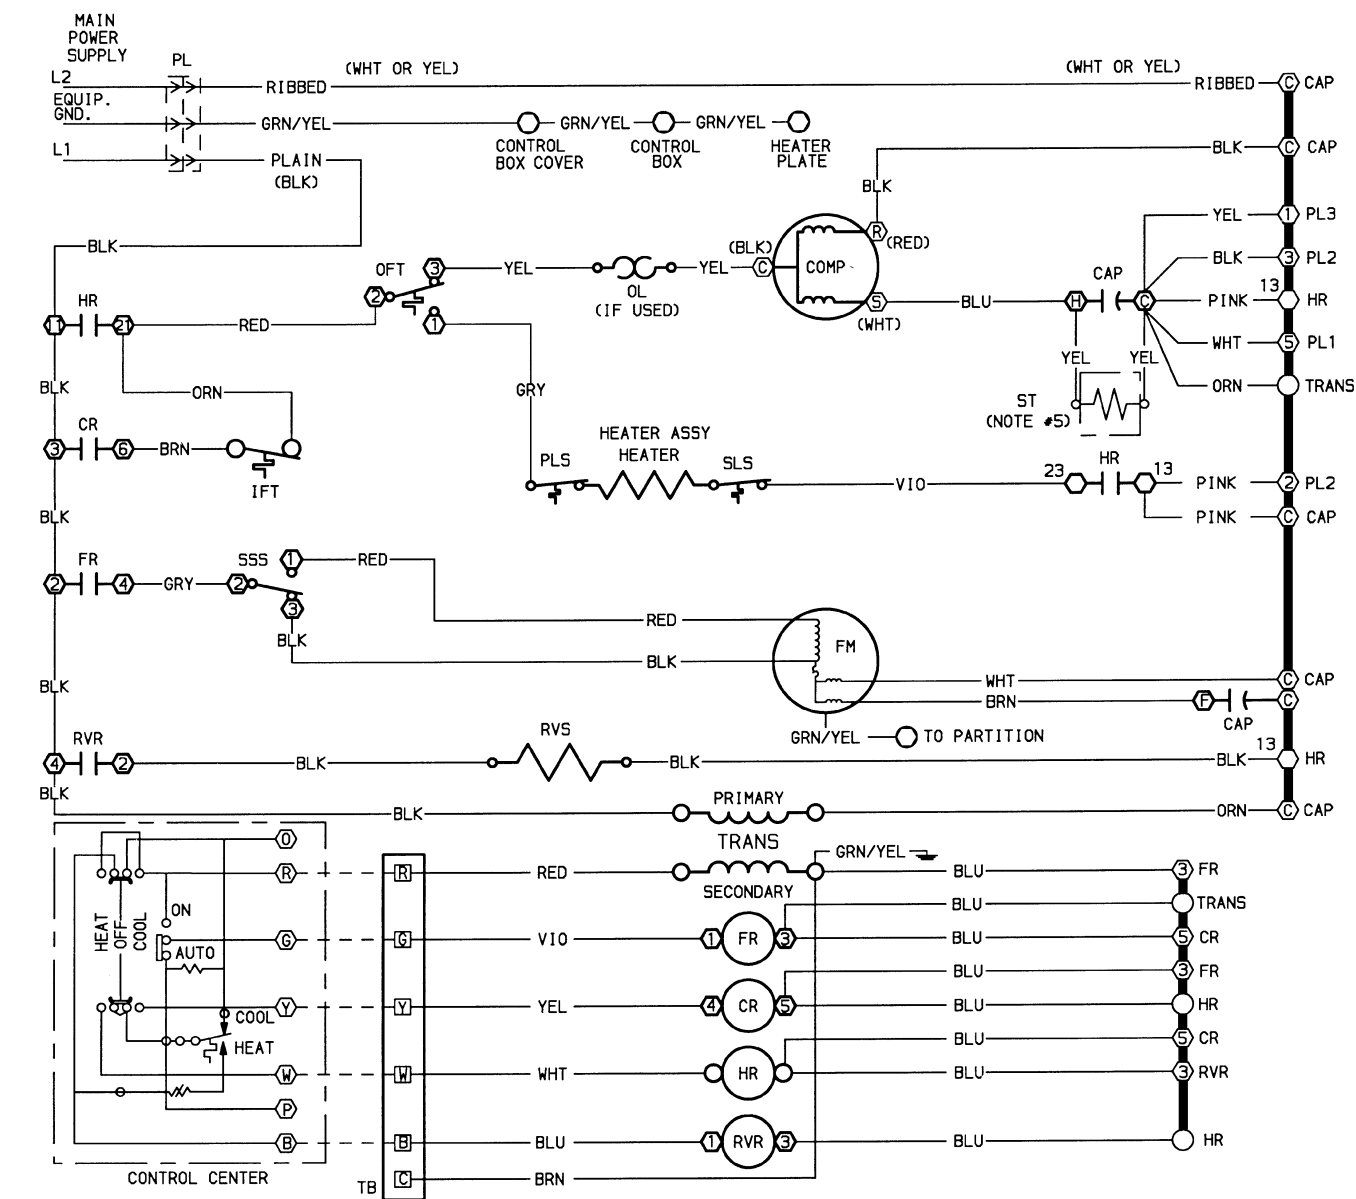 MAIN
POWER
SUPPLY
PL
L2
RIBBED
(WHT OR YEL)
(WHT OR YEL)
RIBBED
C
CAP
EQUIP.
GND.
GRN/YEL
GRN/YEL
GRN/YEL
CONTROL
BOX COVER
CONTROL
BOX
HEATER
PLATE
L1
PLAIN
(BLK)
BLK
C
CAP
BLK
YEL
1
PL3
R
(RED)
BLK
(BLK)
OFT
3
YEL
YEL
C
COMP
BLK
3
PL2
OL
(IF USED)
CAP
13
2
S
(WHT)
BLU
H
C
PINK
HR
HR
11
21
RED
1
WHT
5
PL1
YEL
YEL
BLK
ORN
GRY
ORN
TRANS
ST
(NOTE #5)
CR
3
6
BRN
IFT
HEATER ASSY
HEATER
PLS
SLS
VIO
23
HR
13
PINK
2
PL2
BLK
PINK
C
CAP
FR
2
4
GRY
SSS
2
1
3
RED
RED
BLK
BLK
FM
BLK
WHT
C
CAP
BRN
F
CAP
C
GRN/YEL
TO PARTITION
RVR
4
2
BLK
RVS
BLK
BLK
13
HR
BLK
BLK
PRIMARY
ORN
C
CAP
TRANS
SECONDARY
GRN/YEL
O
R
R
RED
BLU
3
FR
BLU
TRANS
HEAT
OFF
COOL
ON
AUTO
G
G
VIO
1
FR
3
BLU
5
CR
BLU
3
FR
Y
Y
YEL
4
CR
5
BLU
HR
COOL
HEAT
BLU
5
CR
W
W
WHT
HR
BLU
3
RVR
P
B
B
BLU
1
RVR
3
BLU
HR
CONTROL CENTER
TB
C
BRN